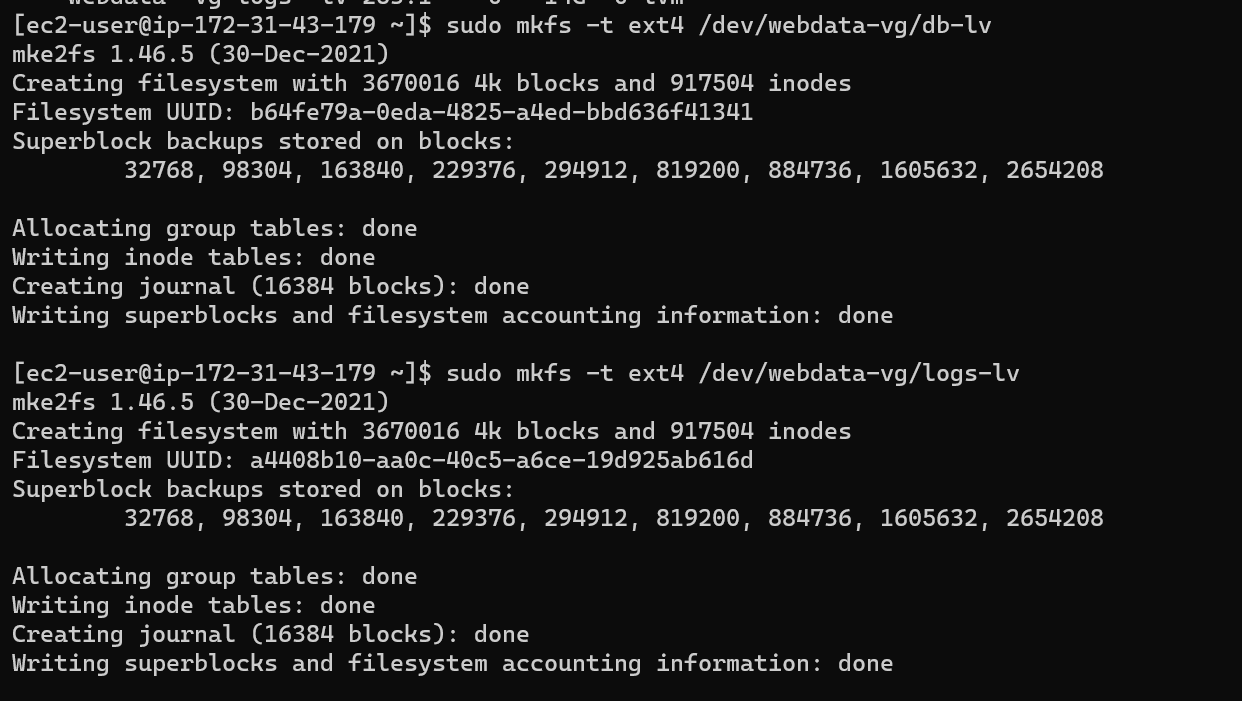 [ec2-user@ip-172-31-43-179 ~]$ sudo mkfs -t ext4 /dev/webdata-vg/db-lv
mke2fs 1.46.5 (30-Dec-2021)
Creating filesystem with 3670016 4k blocks and 917504 inodes
Filesystem UUID: b64fe79a-0eda-4825-a4ed-bbd636f41341
Superblock backups stored on blocks:
        32768, 98304, 163840, 229376, 294912, 819200, 884736, 1605632, 2654208
Allocating group tables: done
Writing inode tables: done
Creating journal (16384 blocks): done
Writing superblocks and filesystem accounting information: done
[ec2-user@ip-172-31-43-179 ~]$ sudo mkfs -t ext4 /dev/webdata-vg/logs-lv
mke2fs 1.46.5 (30-Dec-2021)
Creating filesystem with 3670016 4k blocks and 917504 inodes
Filesystem UUID: a4408b10-aa0c-40c5-a6ce-19d925ab616d
Superblock backups stored on blocks:
        32768, 98304, 163840, 229376, 294912, 819200, 884736, 1605632, 2654208
Allocating group tables: done
Writing inode tables: done
Creating journal (16384 blocks): done
Writing superblocks and filesystem accounting information: done